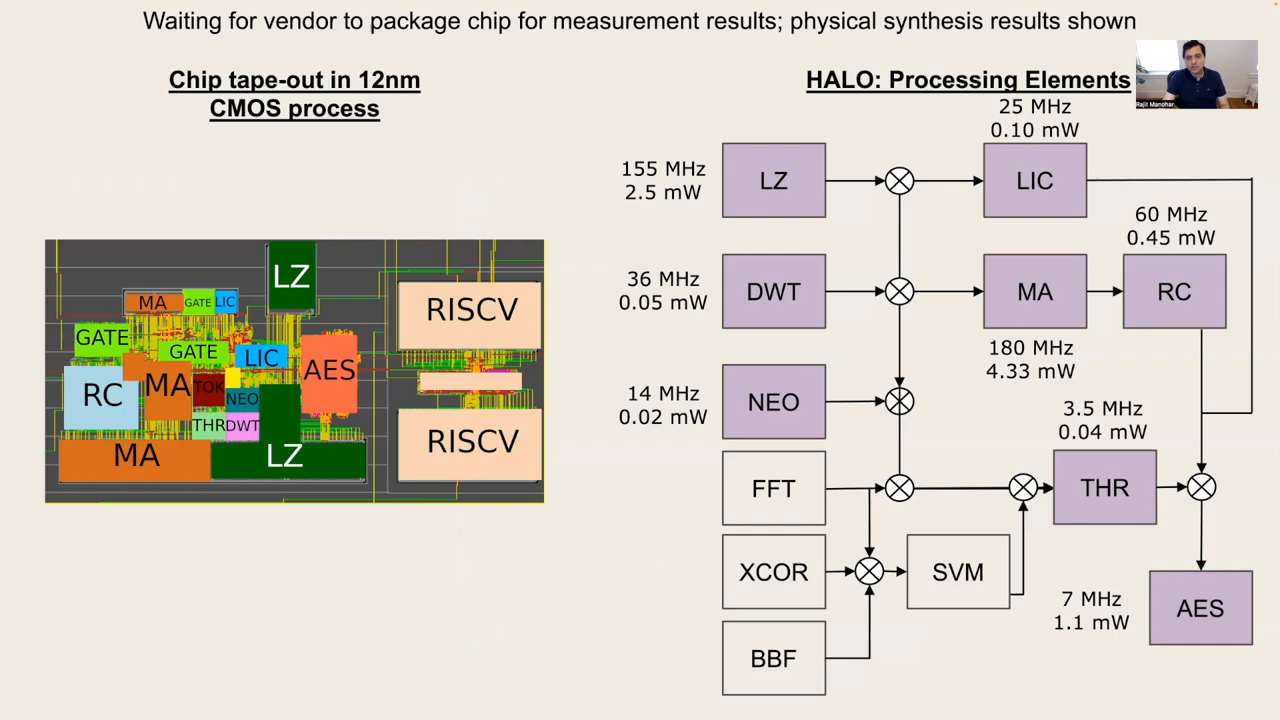 Waiting for vendor to package chip for measurement results; physical synthesis results shown
Chip tape-out in 12nm
CMOS process
HALO: Processing Elements
Rajit Manohar
LZ
MA
GATE
LIC
GATE
GATE
LIC
AES
RC
MA
TOK
NEO
THR
DWT
MA
LZ
RISCV
RISCV
25 MHz
0.10 mW
155 MHz
2.5 mW
LZ
LIC
60 MHz
0.45 mW
36 MHz
0.05 mW
DWT
MA
RC
180 MHz
4.33 mW
14 MHz
0.02 mW
NEO
3.5 MHz
0.04 mW
FFT
THR
XCOR
SVM
7 MHz
1.1 mW
AES
BBF